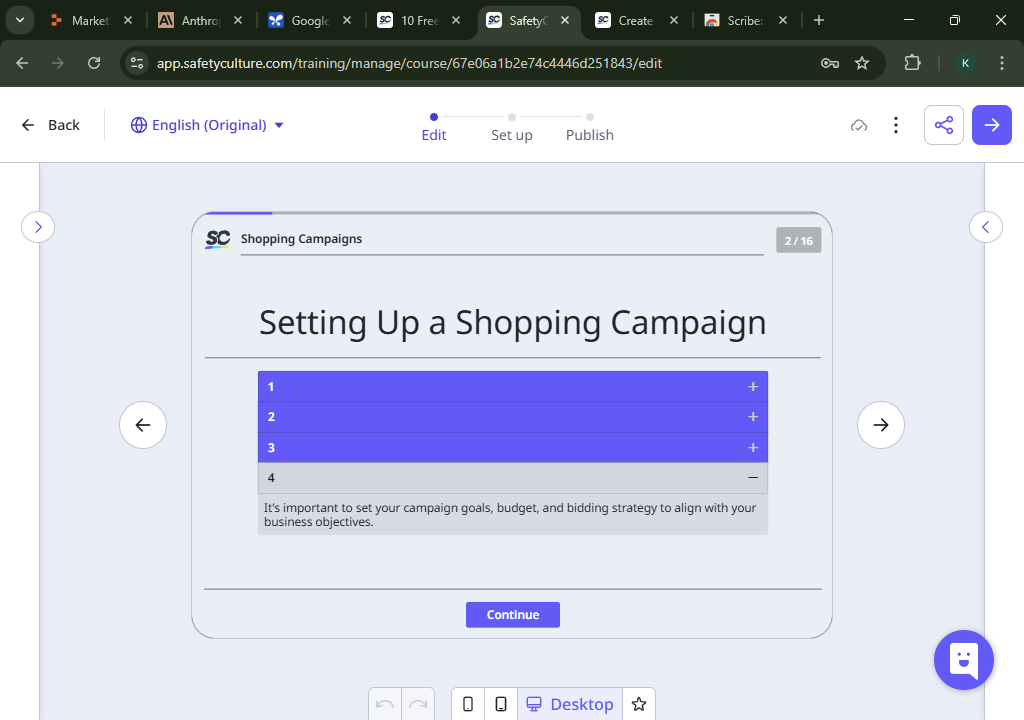 Market
Anthrop
Google
10 Free
SafetyC
Create
Scribe:
app.safetyculture.com/training/manage/course/67e06a1b2e74c4446d251843/edit
K
Back
English (Original)
Edit
Set up
Publish
SC
Shopping Campaigns
2 / 16
Setting Up a Shopping Campaign
1
2
3
4
It's important to set your campaign goals, budget, and bidding strategy to align with your
business objectives.
Continue
Desktop